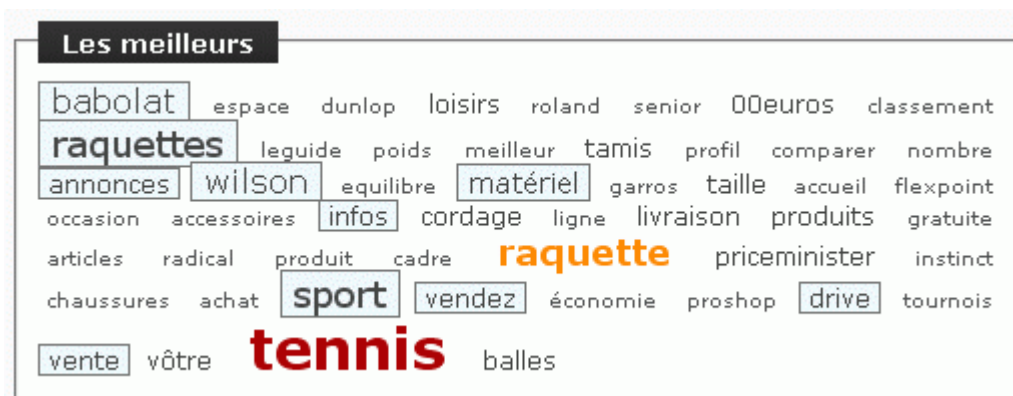 Les meilleurs
babolat espace dunlop loisirs roland senior 00euros classement
raquettes leguide poids meilleur tamis profil comparer nombre
annonces wilson equilibre matériel garros taille accueil flexpoint
occasion accessoires infos cordage ligne livraison produits gratuite
articles radical produit cadre raquette priceminister instinct
chaussures achat sport vendez économie proshop drive tournois
vente vôtre tennis balles